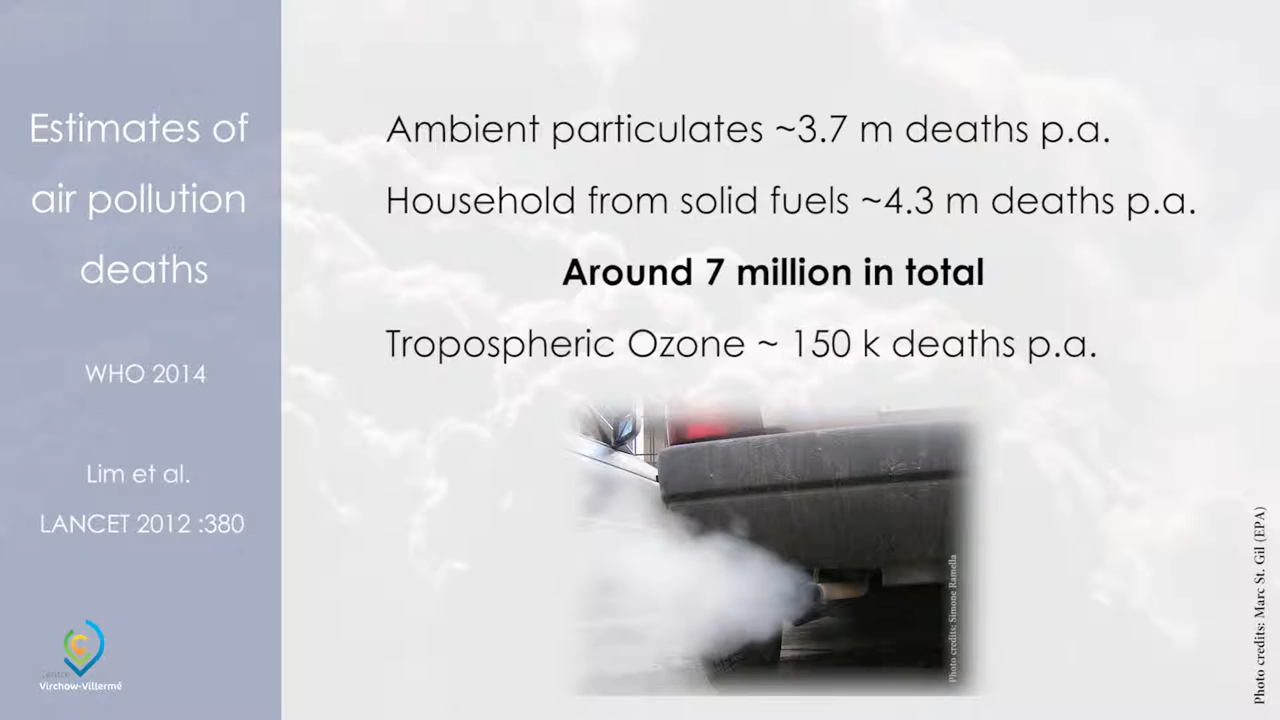 Estimates of
air pollution
deaths
WHO 2014
Lim et al.
LANCET 2012 :380
Centre
Virchow-Villermé
Ambient particulates ~3.7 m deaths p.a.
Household from solid fuels ~4.3 m deaths p.a.
Around 7 million in total
Tropospheric Ozone ~ 150 k deaths p.a.
Photo credits: Simone Ramella
Photo credits: Marc St. Gil (EPA)